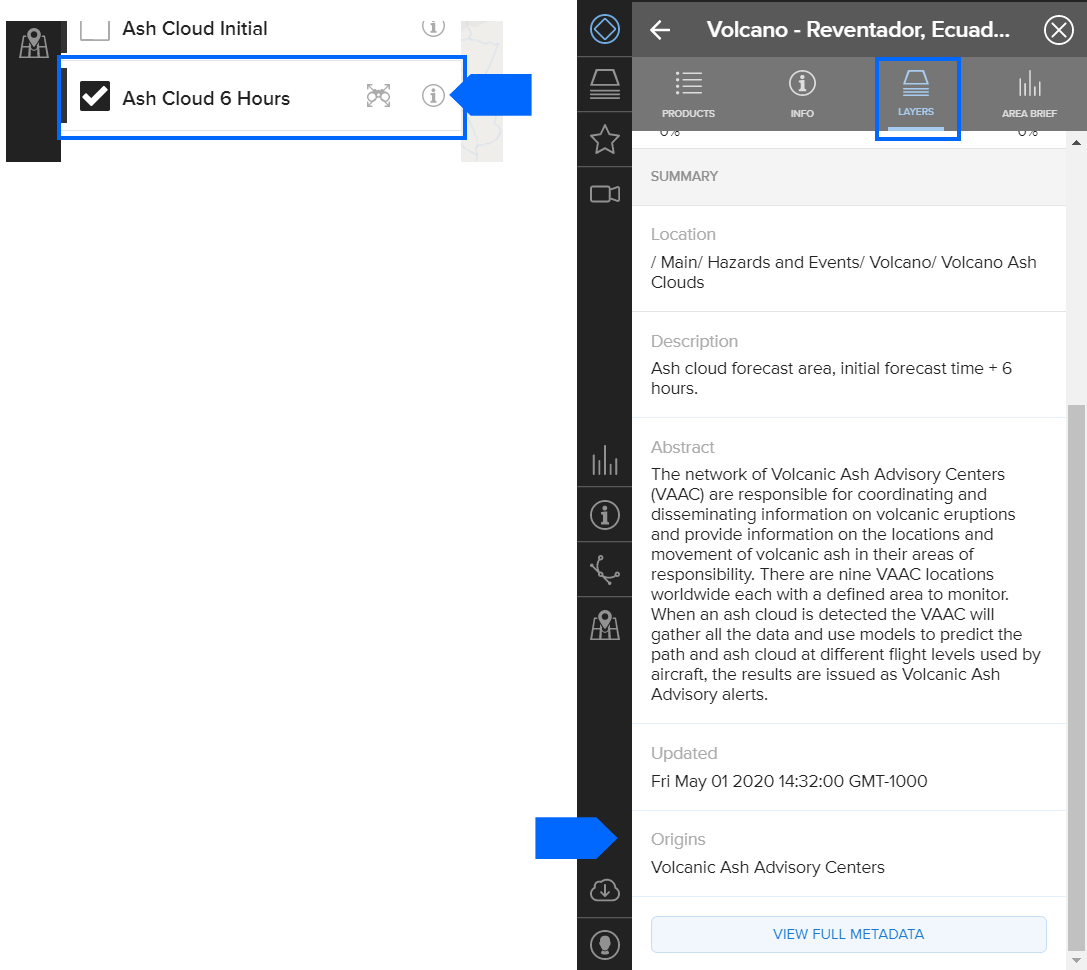 Ash Cloud Initial
Ash Cloud 6 Hours
Volcano - Reventador, Ecuad...
PRODUCTS
INFO
LAYERS
AREA BRIEF
0%
0%
SUMMARY
Location
/ Main/ Hazards and Events/ Volcano/ Volcano Ash
Clouds
Description
Ash cloud forecast area, initial forecast time + 6
hours.
Abstract
The network of Volcanic Ash Advisory Centers
(VAAC) are responsible for coordinating and
disseminating information on volcanic eruptions
and provide information on the locations and
movement of volcanic ash in their areas of
responsibility. There are nine VAAC locations
worldwide each with a defined area to monitor.
When an ash cloud is detected the VAAC will
gather all the data and use models to predict the
path and ash cloud at different flight levels used by
aircraft, the results are issued as Volcanic Ash
Advisory alerts.
Updated
Fri May 01 2020 14:32:00 GMT-1000
Origins
Volcanic Ash Advisory Centers
VIEW FULL METADATA